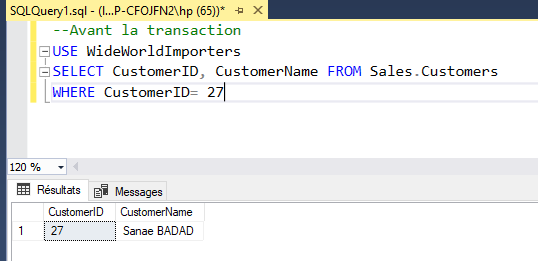 SQLQuery1.sql - (l...P-CFOJFN2\hp (65))*
--Avant la transaction
USE WideWorldImporters
SELECT CustomerID, CustomerName FROM Sales.Customers
WHERE CustomerID= 27
120 %
Résultats Messages
CustomerID CustomerName
1 27 Sanae BADAD